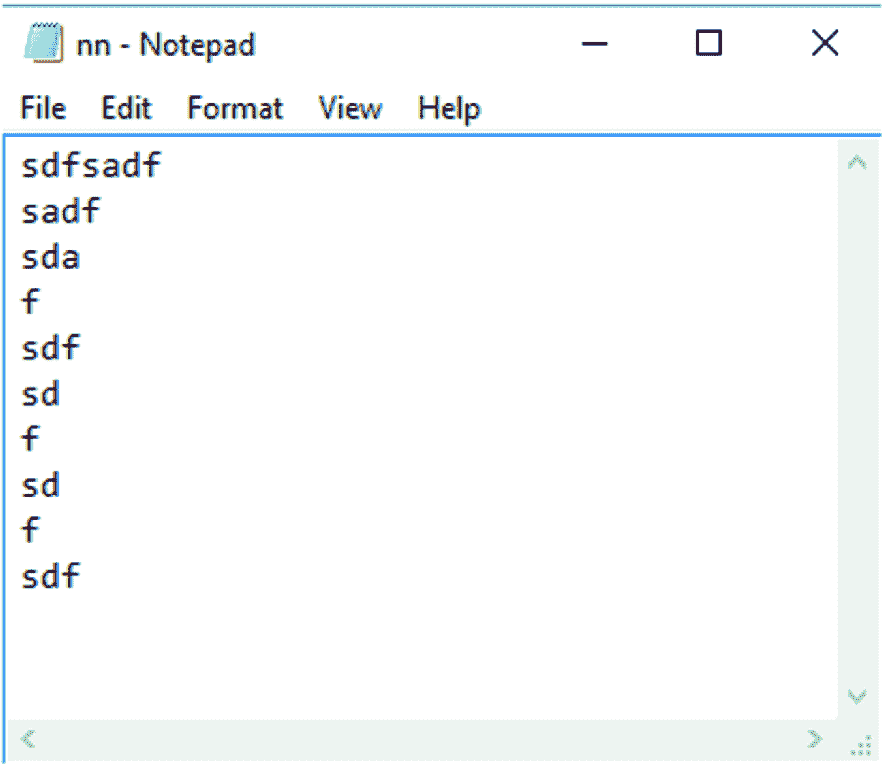 nn - Notepad
File Edit Format View Help
sdfsadf
sadf
sda
f
sdf
sd
f
sd
f
sdf